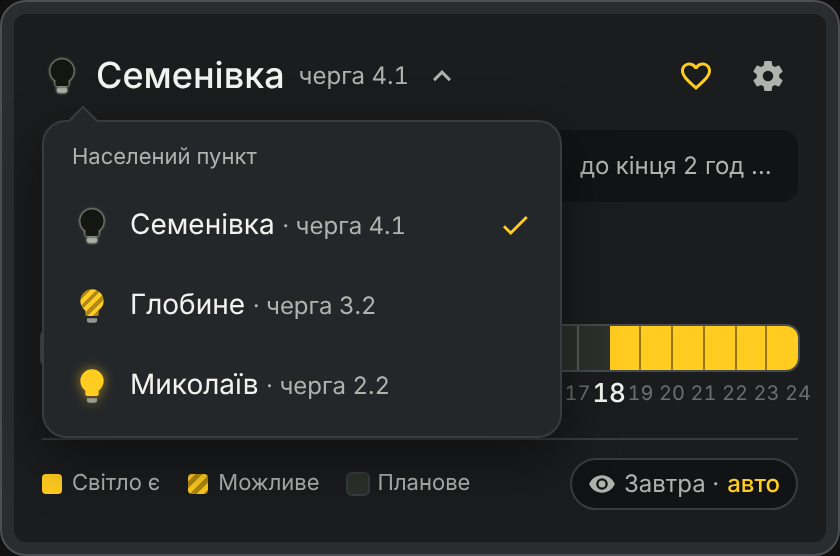 Семенівка черга 4.1
Населений пункт
до кінця 2 год ...
Семенівка · черга 4.1
Глобине · черга 3.2
Миколаїв · черга 2.2
17 18 19 20 21 22 23 24
Світло є Можливе Планове Завтра · авто